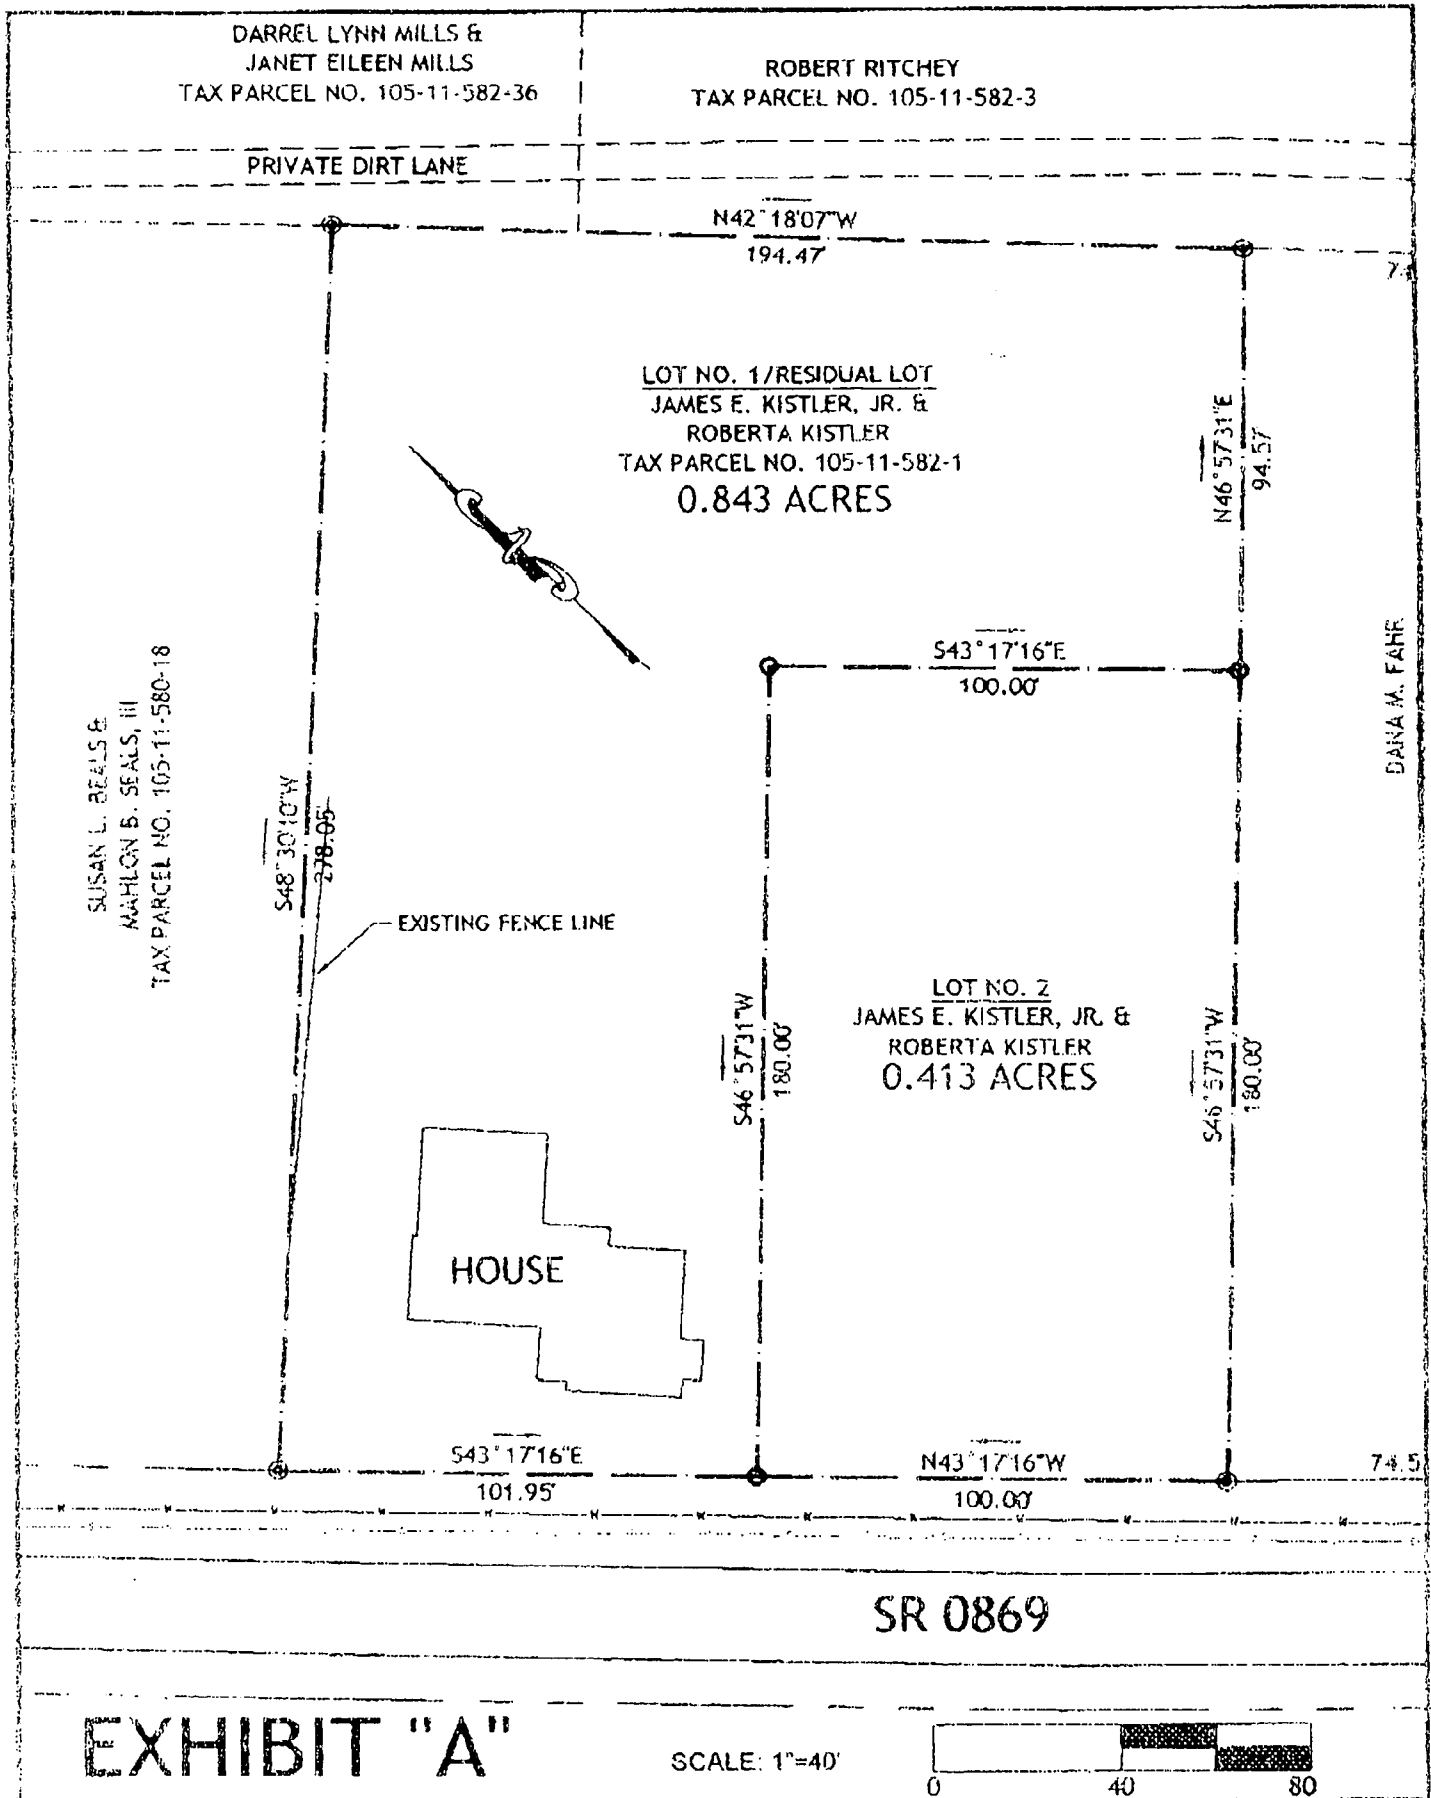 DARREL LYNN MILLS &
JANET EILEEN MILLS
TAX PARCEL NO. 105-11-582-36
ROBERT RITCHEY
TAX PARCEL NO. 105-11-582-3
PRIVATE DIRT LANE
N42°18'07"W
194.47'
LOT NO. 1/RESIDUAL LOT
JAMES E. KISTLER, JR. &
ROBERTA KISTLER
TAX PARCEL NO. 105-11-582-1
0.843 ACRES
N46°57'31"E
94.57'
S43°17'16"E
100.00'
DANA M. FAHR
SUSAN L. BEALS &
MAHLON B. SEALS, III
TAX PARCEL NO. 105-11-580-18
S48°30'10"W
278.05'
EXISTING FENCE LINE
S46°57'31"W
180.00'
LOT NO. 2
JAMES E. KISTLER, JR. &
ROBERTA KISTLER
0.413 ACRES
S46°57'31"W
180.00'
HOUSE
S43°17'16"E
101.95'
N43°17'16"W
100.00'
74.5
SR 0869
EXHIBIT "A"
SCALE: 1"=40'
0 40 80